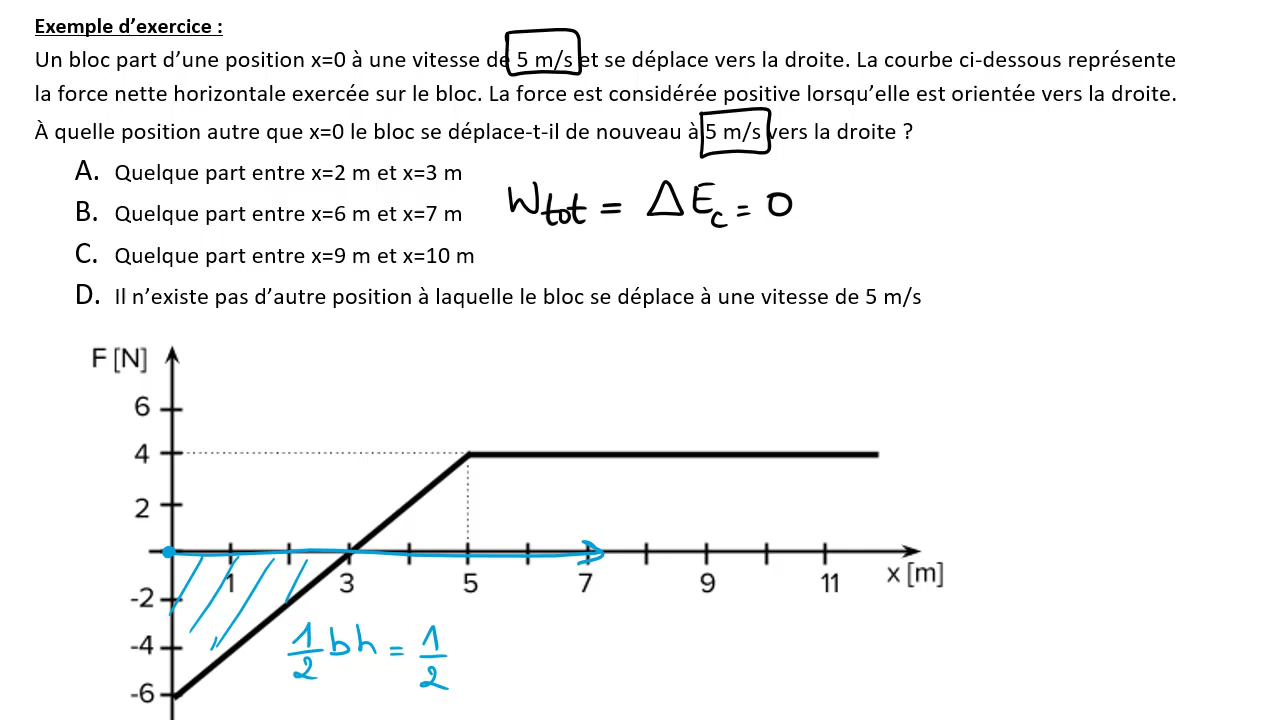 Exemple d'exercice :
Un bloc part d'une position x=0 à une vitesse de 5 m/s et se déplace vers la droite. La courbe ci-dessous représente
la force nette horizontale exercée sur le bloc. La force est considérée positive lorsqu'elle est orientée vers la droite.
À quelle position autre que x=0 le bloc se déplace-t-il de nouveau à 5 m/s vers la droite ?
A. Quelque part entre x=2 m et x=3 m
B. Quelque part entre x=6 m et x=7 m
C. Quelque part entre x=9 m et x=10 m
D. Il n'existe pas d'autre position à laquelle le bloc se déplace à une vitesse de 5 m/s
W_tot = ΔE_c = 0
F [N]
6
4
2
1 3 5 7 9 11 x [m]
-2
-4
-6
1/2 bh = 1/2